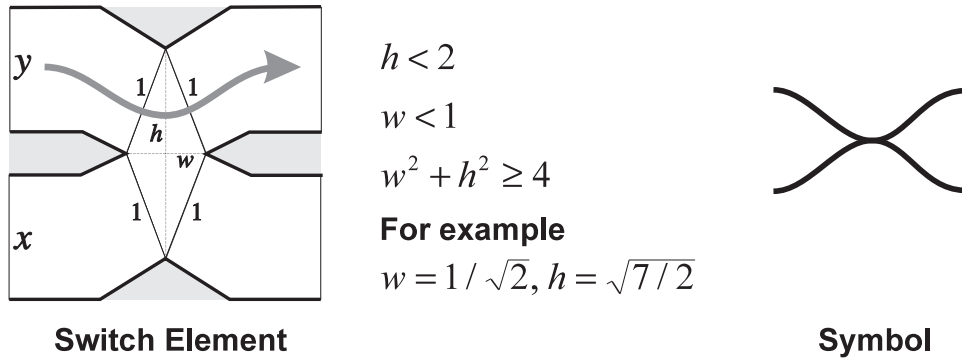 y
1 1
h
w
1 1
x
h < 2
w < 1
w² + h² ≥ 4
For example
w = 1 / √2, h = √7 / 2
Switch Element
Symbol